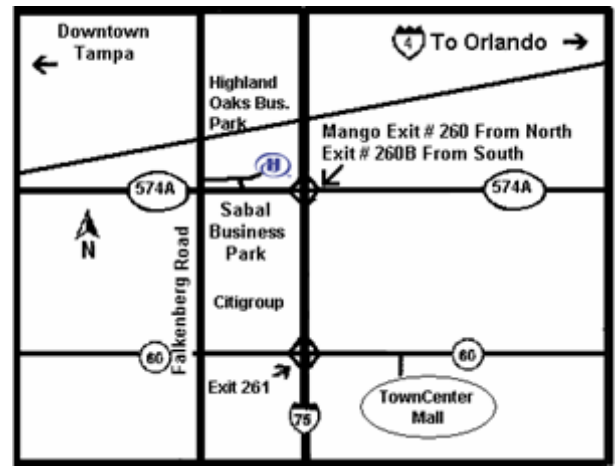 Downtown
Tampa
4 To Orlando
Highland
Oaks Bus.
Park
Mango Exit # 260 From North
Exit # 260B From South
H
574A
574A
Sabal
Business
Park
N
Falkenberg Road
Citigroup
60
60
Exit 261
TownCenter
Mall
75